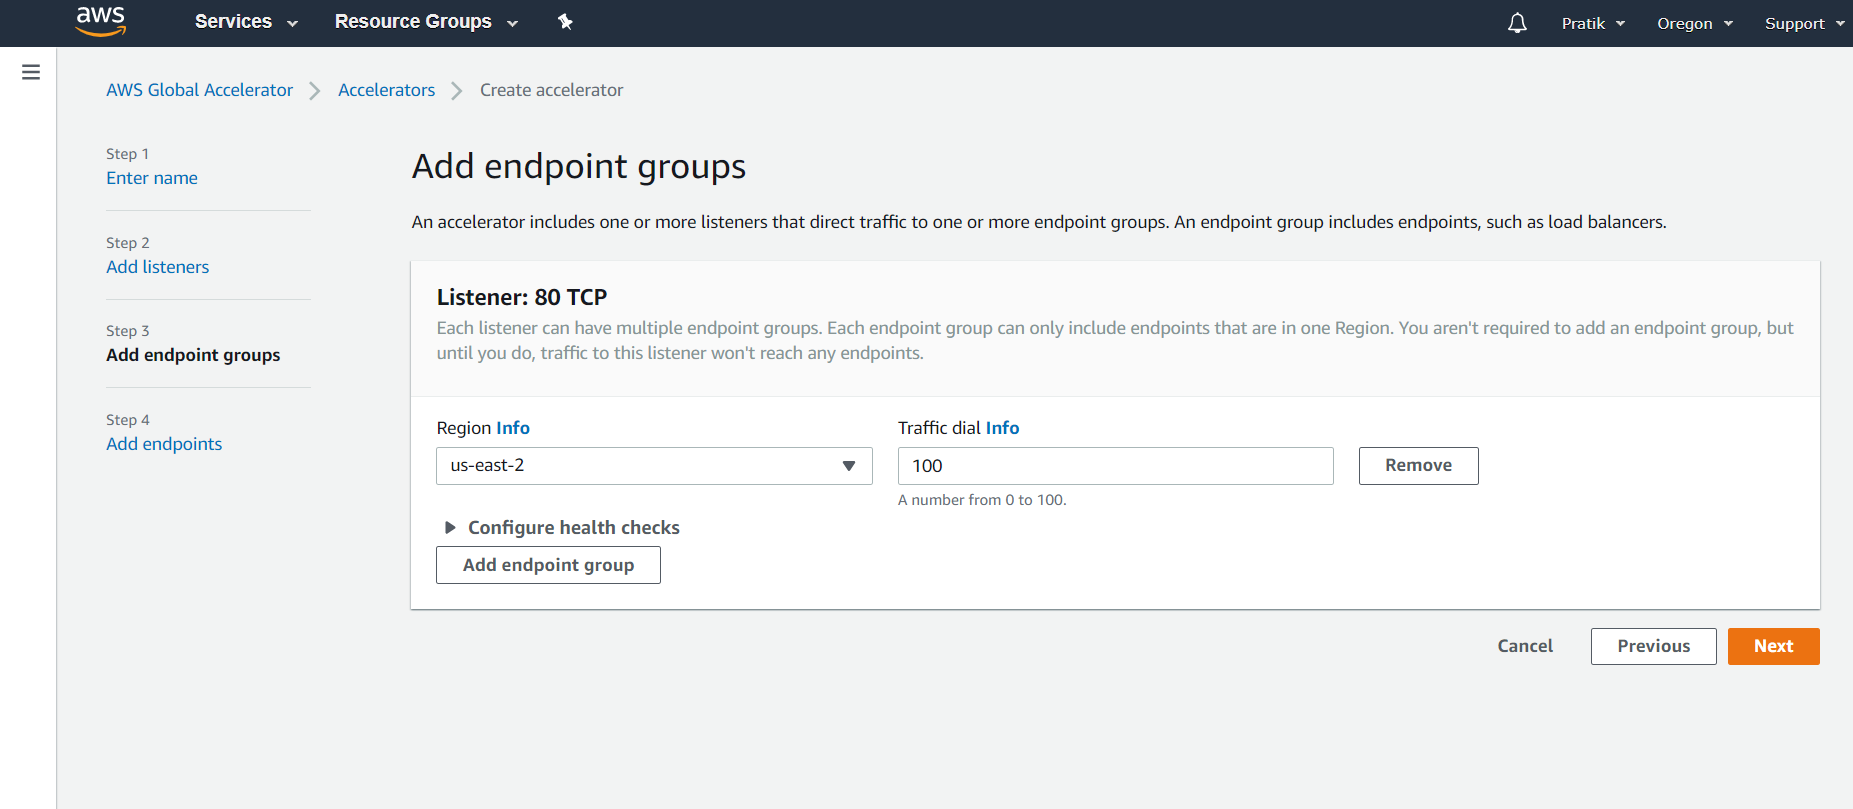 aws Services Resource Groups Pratik Oregon Support
AWS Global Accelerator Accelerators Create accelerator
Step 1
Enter name
Step 2
Add listeners
Step 3
Add endpoint groups
Step 4
Add endpoints
Add endpoint groups
An accelerator includes one or more listeners that direct traffic to one or more endpoint groups. An endpoint group includes endpoints, such as load balancers.
Listener: 80 TCP
Each listener can have multiple endpoint groups. Each endpoint group can only include endpoints that are in one Region. You aren't required to add an endpoint group, but
until you do, traffic to this listener won't reach any endpoints.
Region Info Traffic dial Info
us-east-2 100 Remove
A number from 0 to 100.
Configure health checks
Add endpoint group
Cancel Previous Next